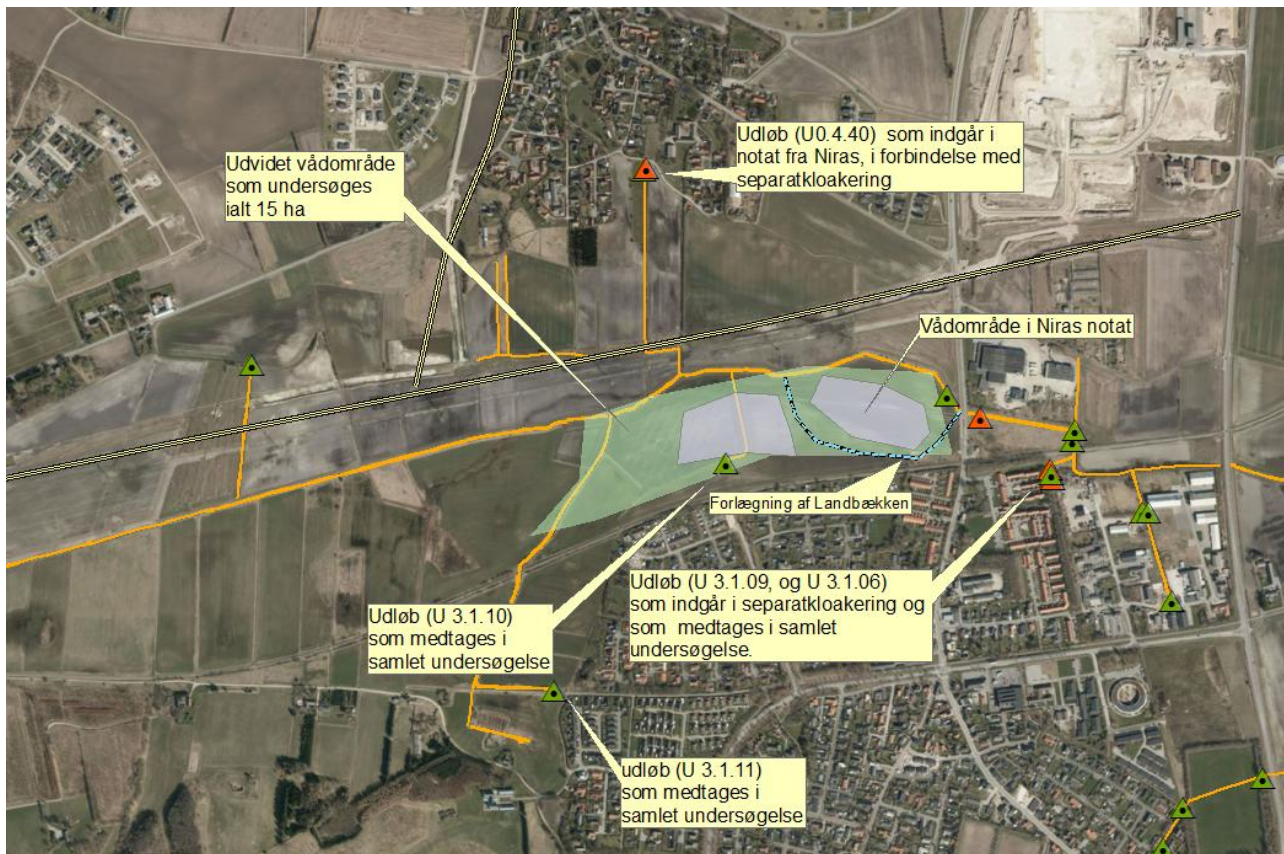 Udløb (U0.4.40)  som indgår i
notat fra Niras, i forbindelse med
separatkloakering
Udvidet vådområde
som undersøges
ialt 15 ha
Vådområde i Niras notat
Forlægning af Landbækken
Udløb (U 3.1.09, og U 3.1.06)
som indgår i separatkloakering og
som  medtages i samlet
undersøgelse.
Udløb (U 3.1.10)
som medtages i
samlet undersøgelse
udløb (U 3.1.11)
som medtages i
samlet undersøgelse